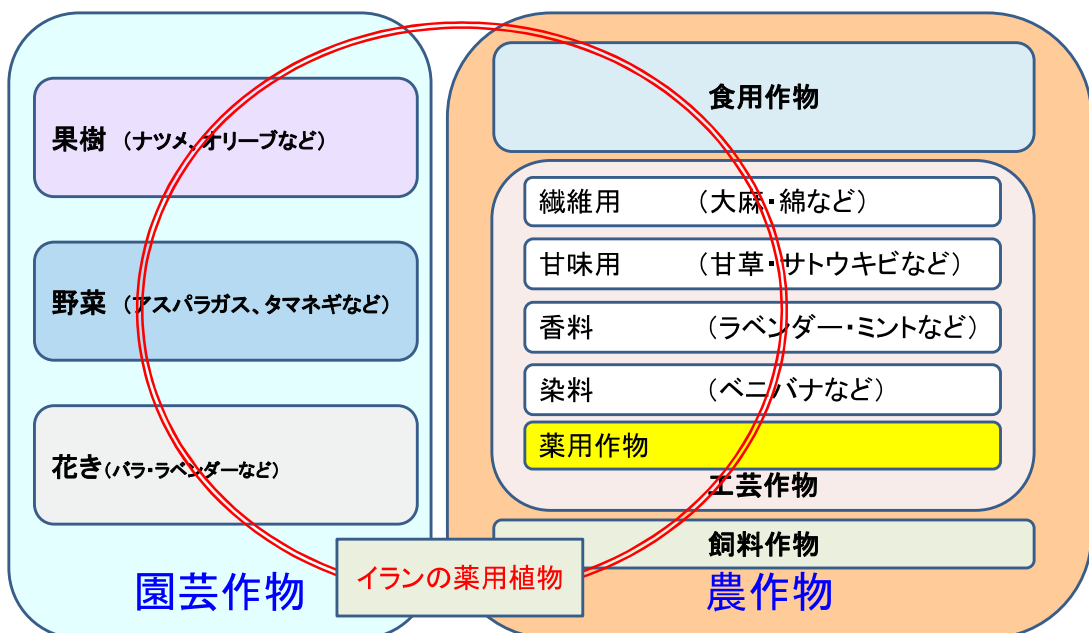 果樹 (ナツメ、オリーブなど)
野菜 (アスパラガス、タマネギなど)
花き(バラ・ラベンダーなど)
園芸作物
食用作物
繊維用 (大麻・綿など)
甘味用 (甘草・サトウキビなど)
香料 (ラベンダー・ミントなど)
染料 (ベニバナなど)
薬用作物
工芸作物
飼料作物
農作物
イランの薬用植物